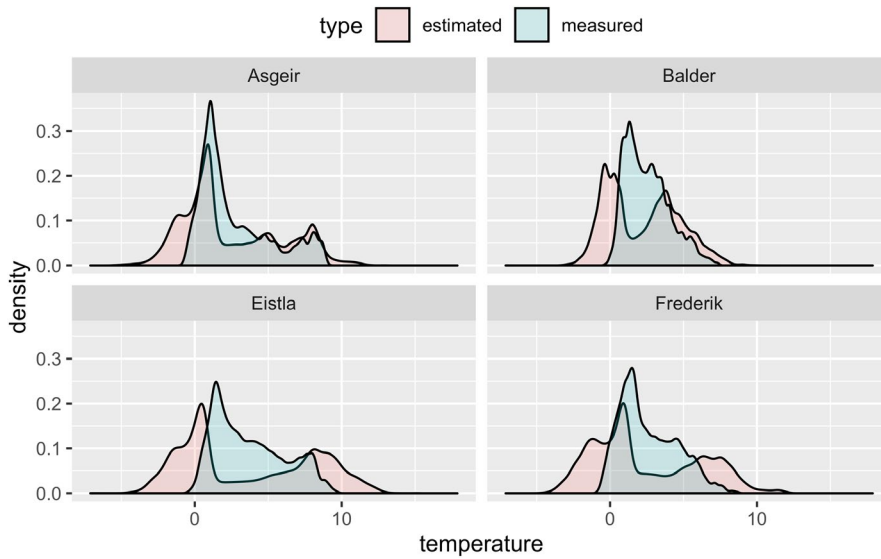 type estimated measured
Asgeir Balder
0.3
0.2
0.1
0.0
density
Eistla Frederik
0.3
0.2
0.1
0.0
0 10 0 10
temperature